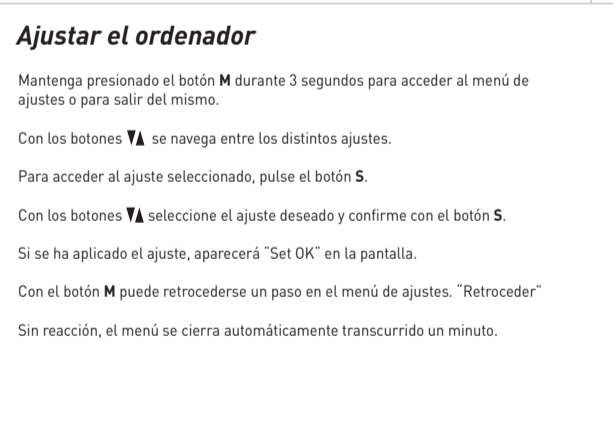 Ajustar el ordenador
Mantenga presionado el botón M durante 3 segundos para acceder al menú de
ajustes o para salir del mismo.
Con los botones ▼▲ se navega entre los distintos ajustes.
Para acceder al ajuste seleccionado, pulse el botón S.
Con los botones ▼▲ seleccione el ajuste deseado y confirme con el botón S.
Si se ha aplicado el ajuste, aparecerá “Set OK” en la pantalla.
Con el botón M puede retrocederse un paso en el menú de ajustes. “Retroceder”
Sin reacción, el menú se cierra automáticamente transcurrido un minuto.